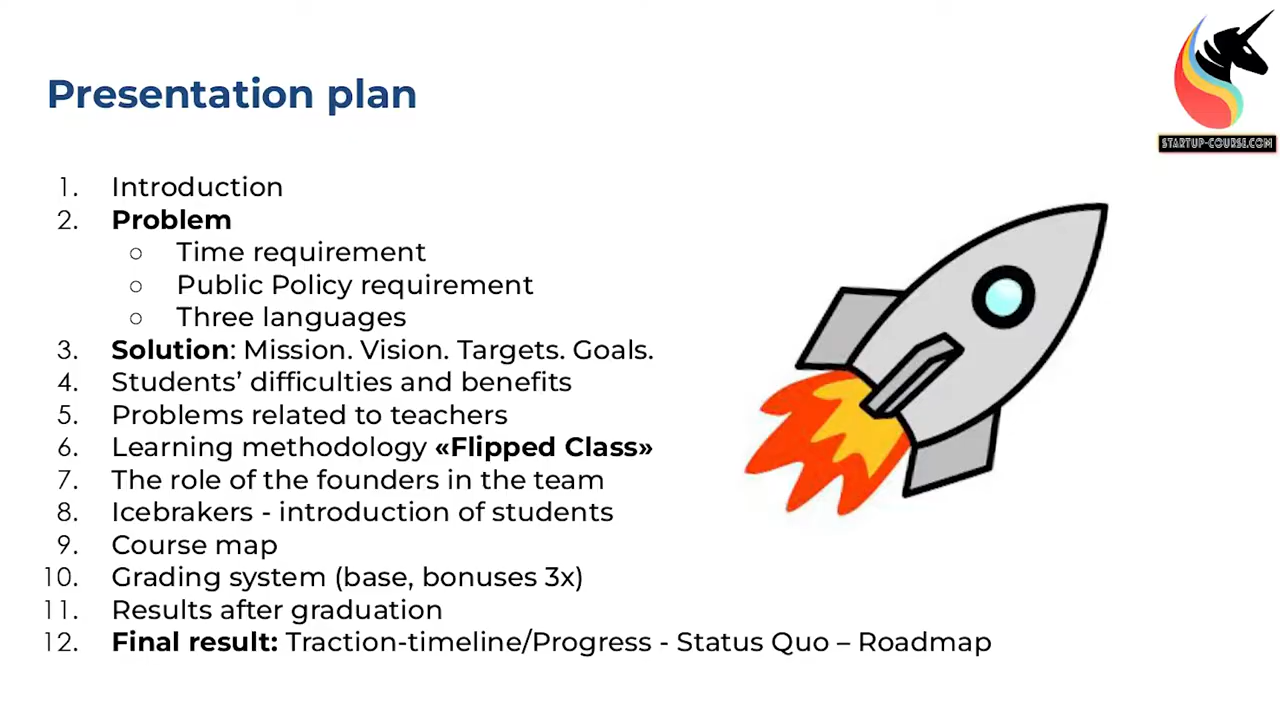 Presentation plan
STARTUP-COURSE.COM
1. Introduction
2. Problem
○ Time requirement
○ Public Policy requirement
○ Three languages
3. Solution: Mission. Vision. Targets. Goals.
4. Students’ difficulties and benefits
5. Problems related to teachers
6. Learning methodology «Flipped Class»
7. The role of the founders in the team
8. Icebrakers - introduction of students
9. Course map
10. Grading system (base, bonuses 3x)
11. Results after graduation
12. Final result: Traction-timeline/Progress - Status Quo – Roadmap